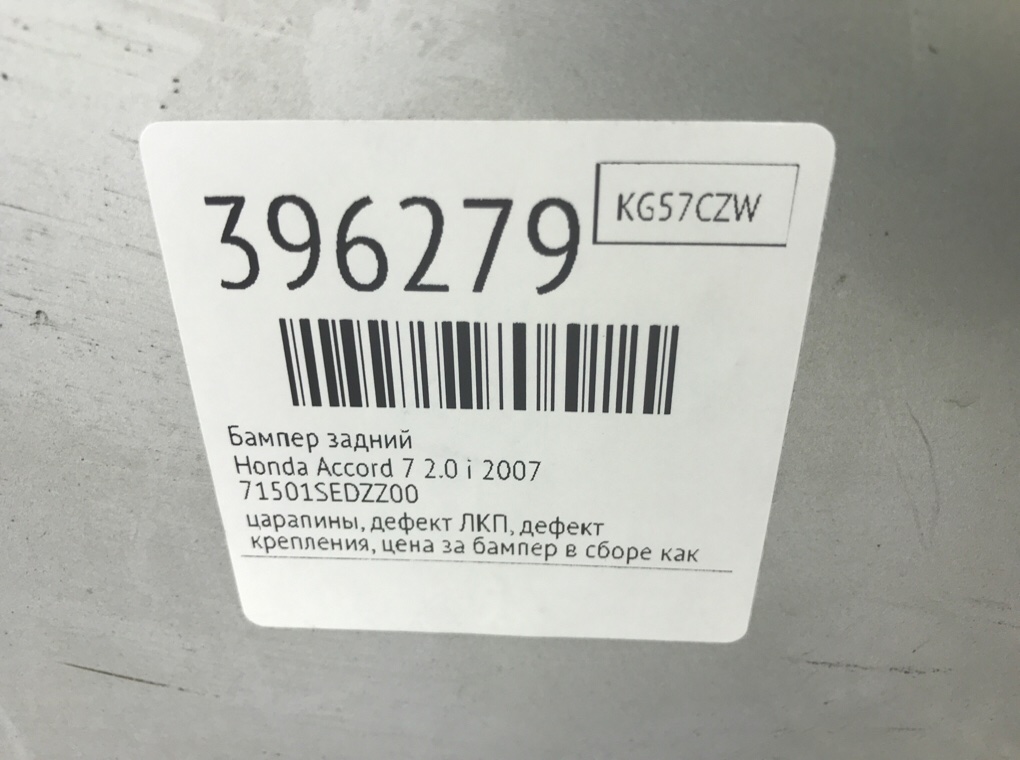 396279
KG57CZW
Бампер задний
Honda Accord 7 2.0 i 2007
71501SEDZZ00
царапины, дефект ЛКП, дефект
крепления, цена за бампер в сборе как